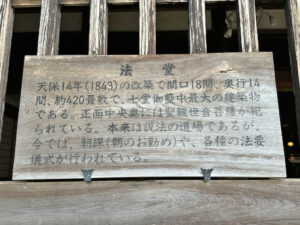 法堂
天保14年(1843)の改築で間口18間、奥行14
間、約420畳敷で、七堂伽藍中最大の建築物
である。正面中央奥には聖観世音菩薩が祀
られている。本来は説法の道場であるが、
今では、朝課(朝のお勤め)や、各種の法要
儀式が行われている。